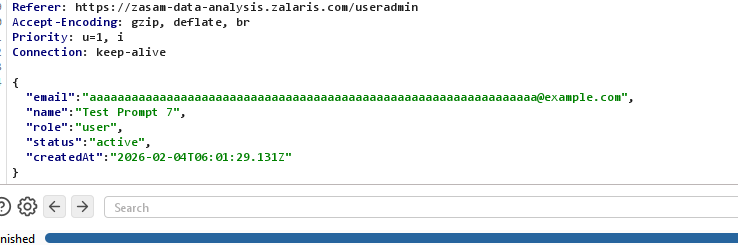 Referer: https://zasam-data-analysis.zalaris.com/useradmin
Accept-Encoding: gzip, deflate, br
Priority: u=1, i
Connection: keep-alive
{
"email":"aaaaaaaaaaaaaaaaaaaaaaaaaaaaaaaaaaaaaaaaaaaaaaaaaaaaaaaaaaaaaaaa@example.com",
"name":"Test Prompt 7",
"role":"user",
"status":"active",
"createdAt":"2026-02-04T06:01:29.131Z"
}
Search
nished